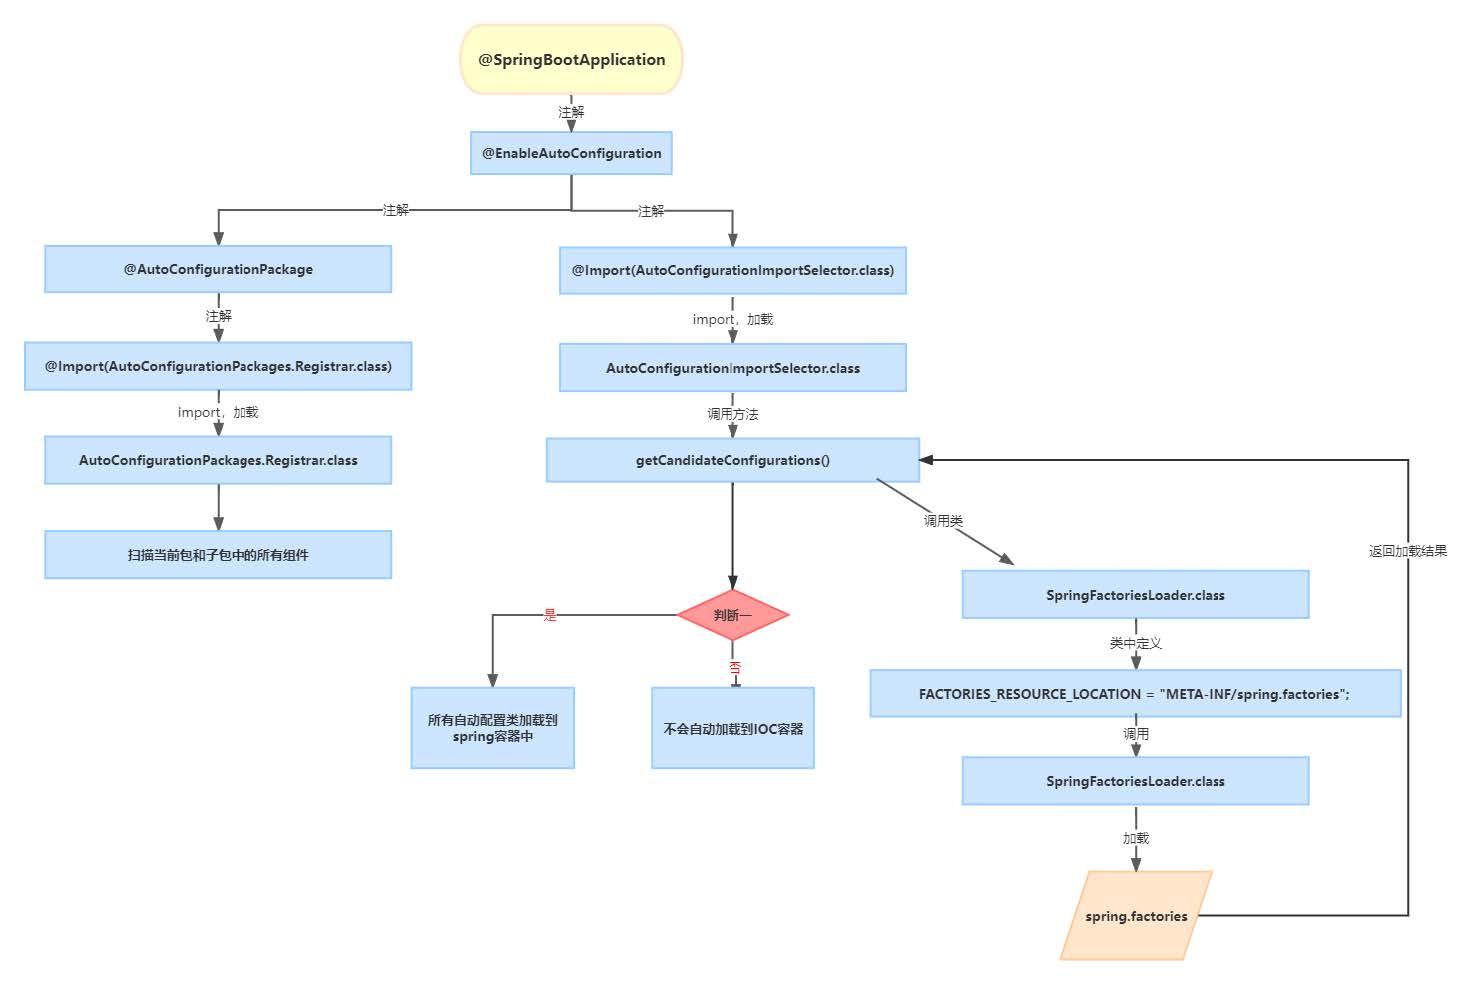 @SpringBootApplication
注解
@EnableAutoConfiguration
注解
注解
@AutoConfigurationPackage
@Import(AutoConfigurationImportSelector.class)
注解
import，加载
@Import(AutoConfigurationPackages.Registrar.class)
AutoConfigurationImportSelector.class
import，加载
调用方法
AutoConfigurationPackages.Registrar.class
getCandidateConfigurations()
调用类
扫描当前包和子包中的所有组件
返回加载结果
SpringFactoriesLoader.class
是
判断一
类中定义
否
FACTORIES_RESOURCE_LOCATION = "META-INF/spring.factories";
所有自动配置类加载到
spring容器中
不会自动加载到IOC容器
调用
SpringFactoriesLoader.class
加载
spring.factories